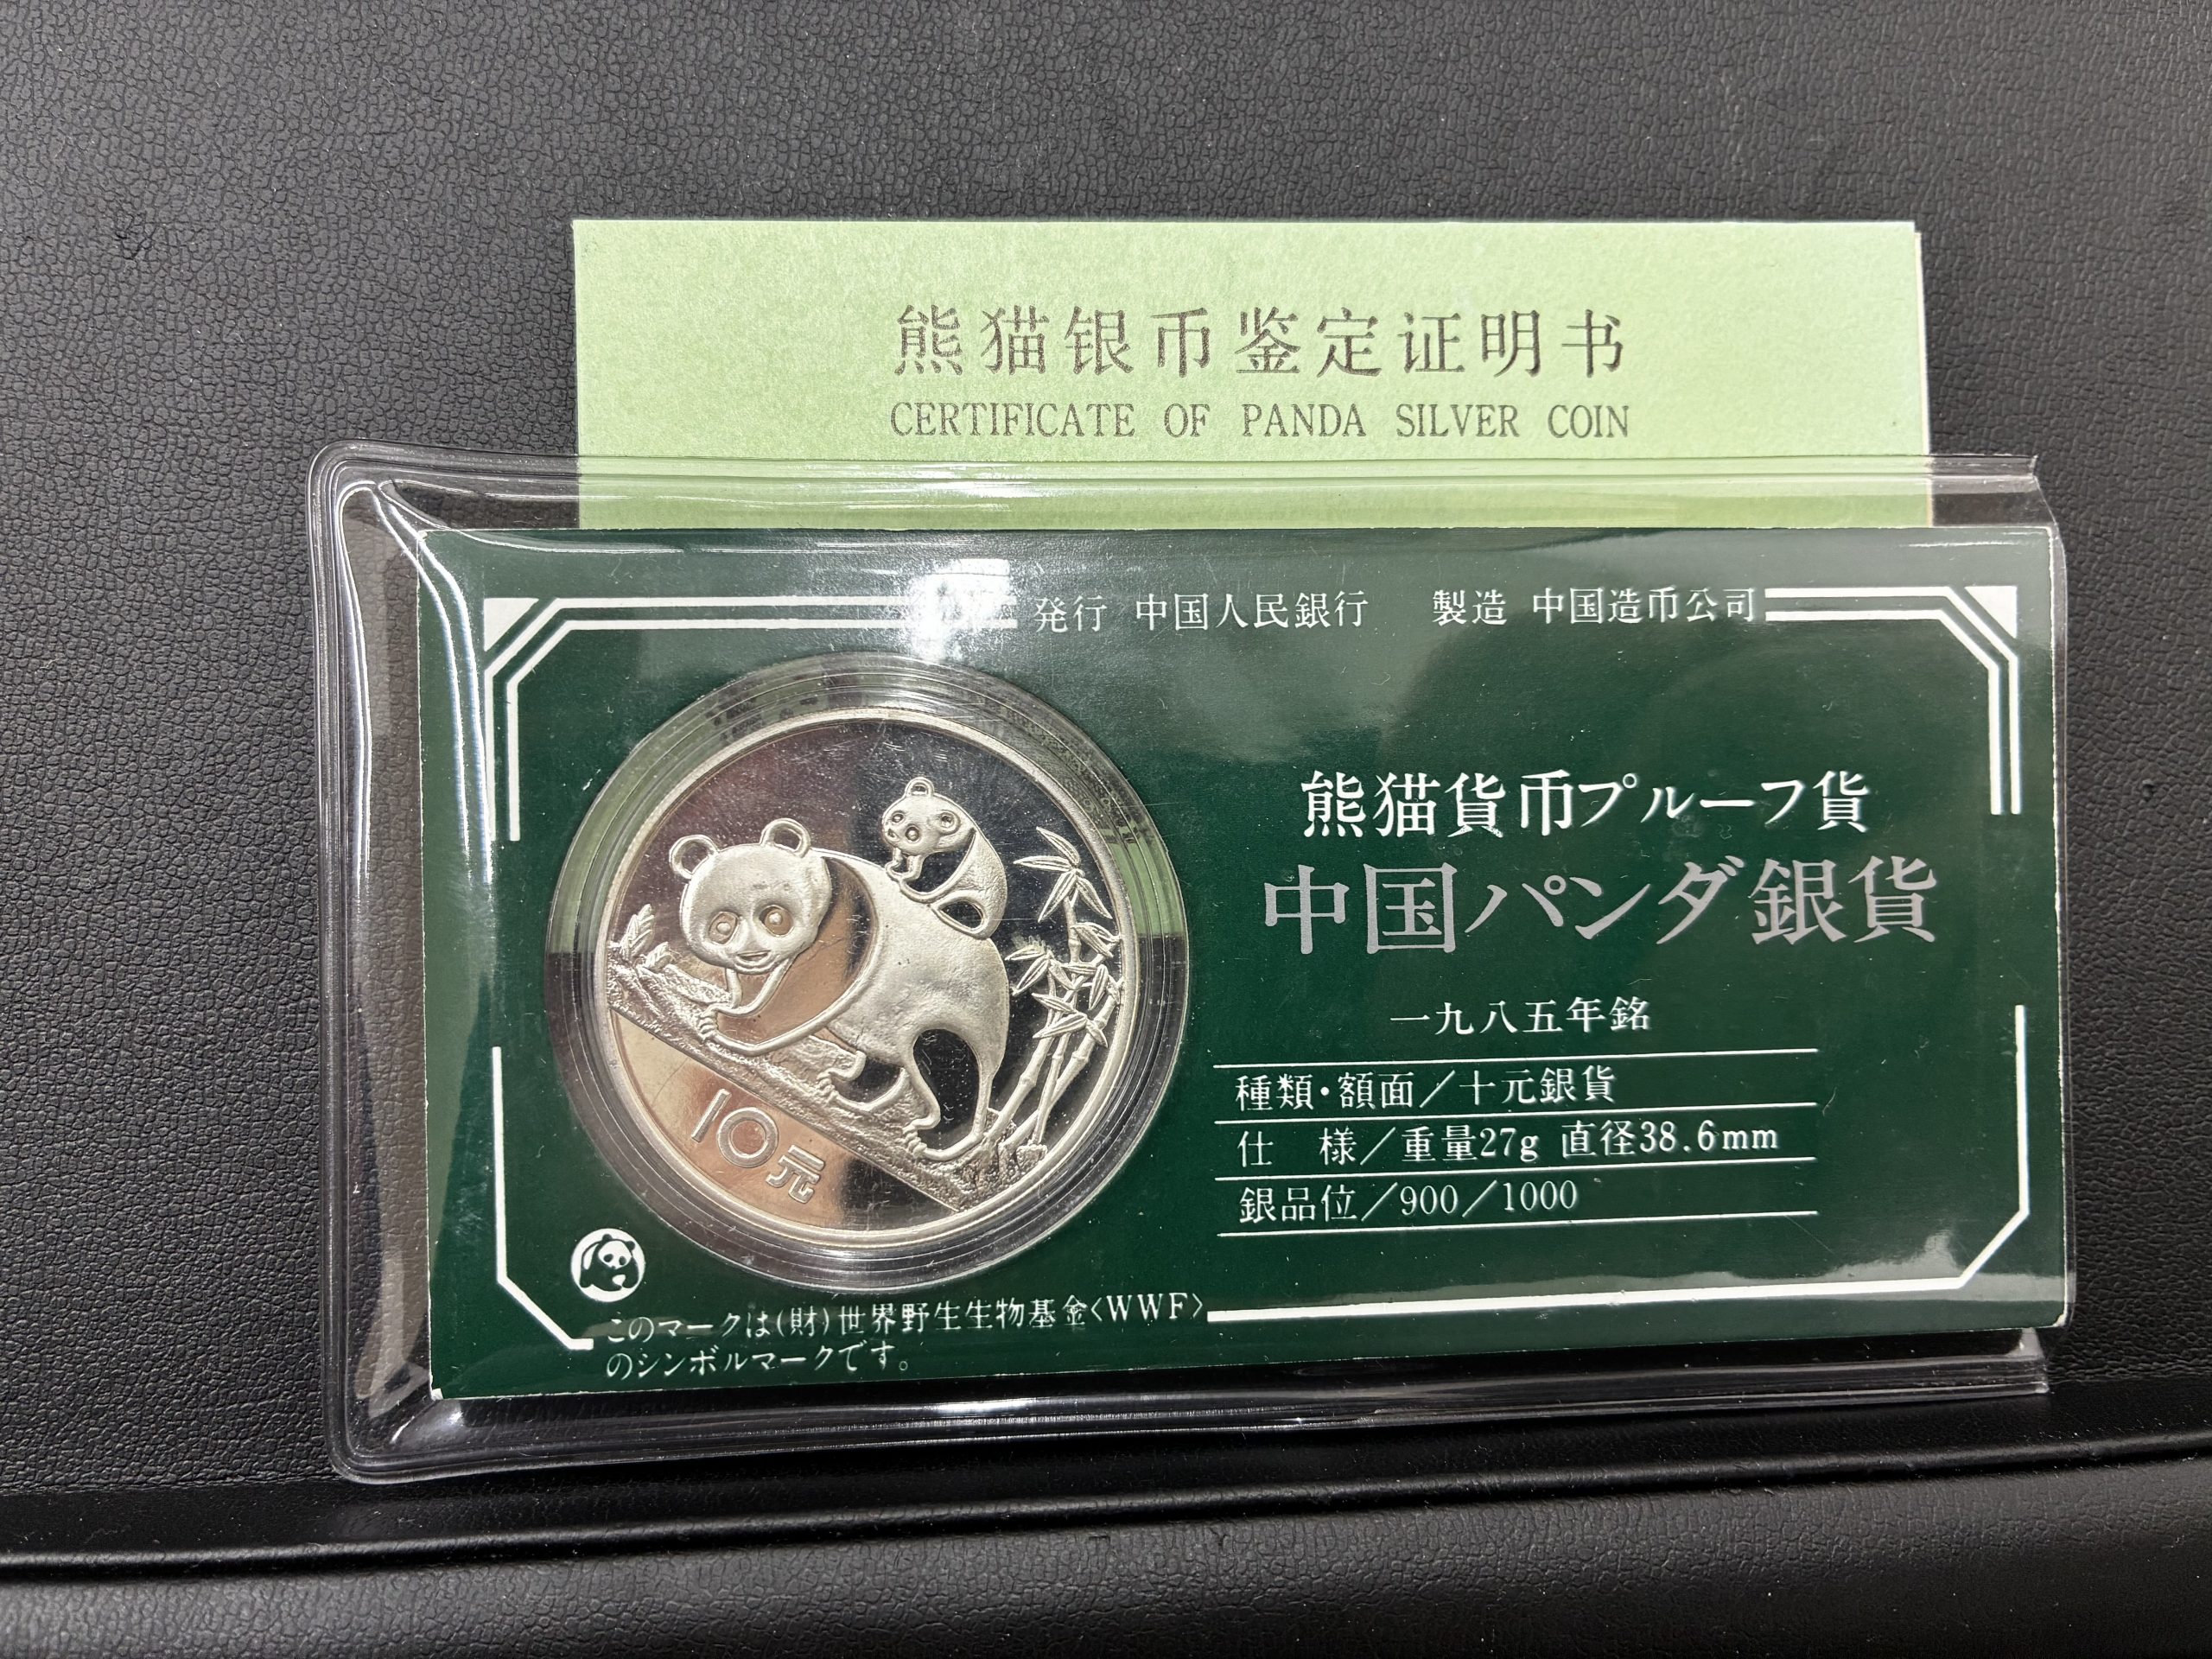 熊猫银币鉴定证明书
CERTIFICATE OF PANDA SILVER COIN
発行 中国人民銀行 製造 中国造币公司
熊猫貨币プルーフ貨
中国パンダ銀貨
一九八五年銘
種類・額面／十元銀貨
仕 様／重量27g 直径38.6mm
銀品位／900／1000
10元
このマークは(財)世界野生生物基金〈WWF〉
のシンボルマークです。